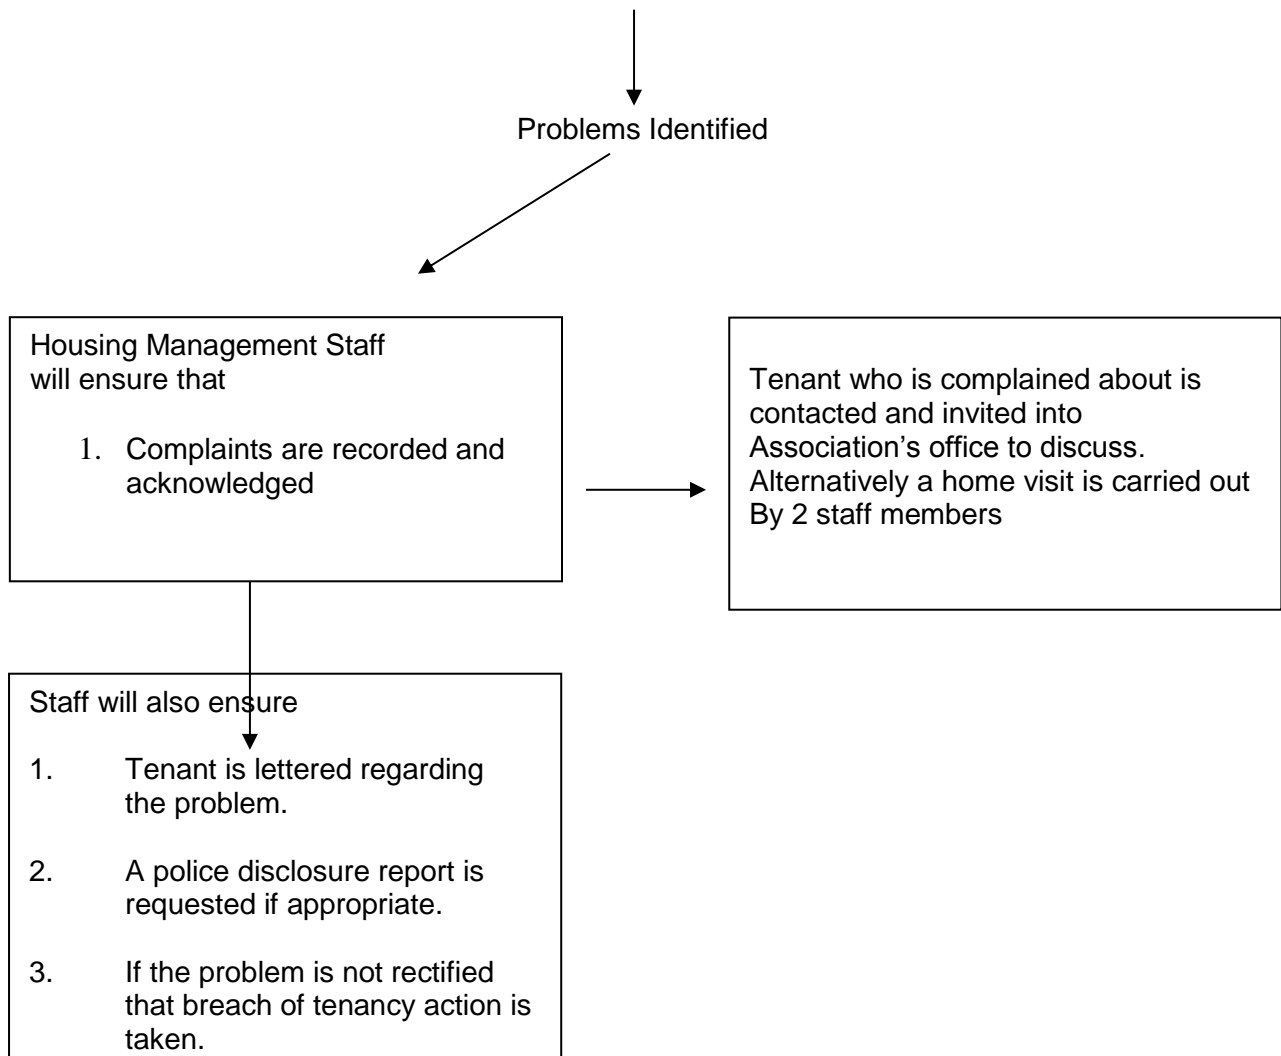 Problems Identified
Housing Management Staff
will ensure that
1. Complaints are recorded and
acknowledged
Tenant who is complained about is
contacted and invited into
Association’s office to discuss.
Alternatively a home visit is carried out
By 2 staff members
Staff will also ensure
1. Tenant is lettered regarding
the problem.
2. A police disclosure report is
requested if appropriate.
3. If the problem is not rectified
that breach of tenancy action is
taken.